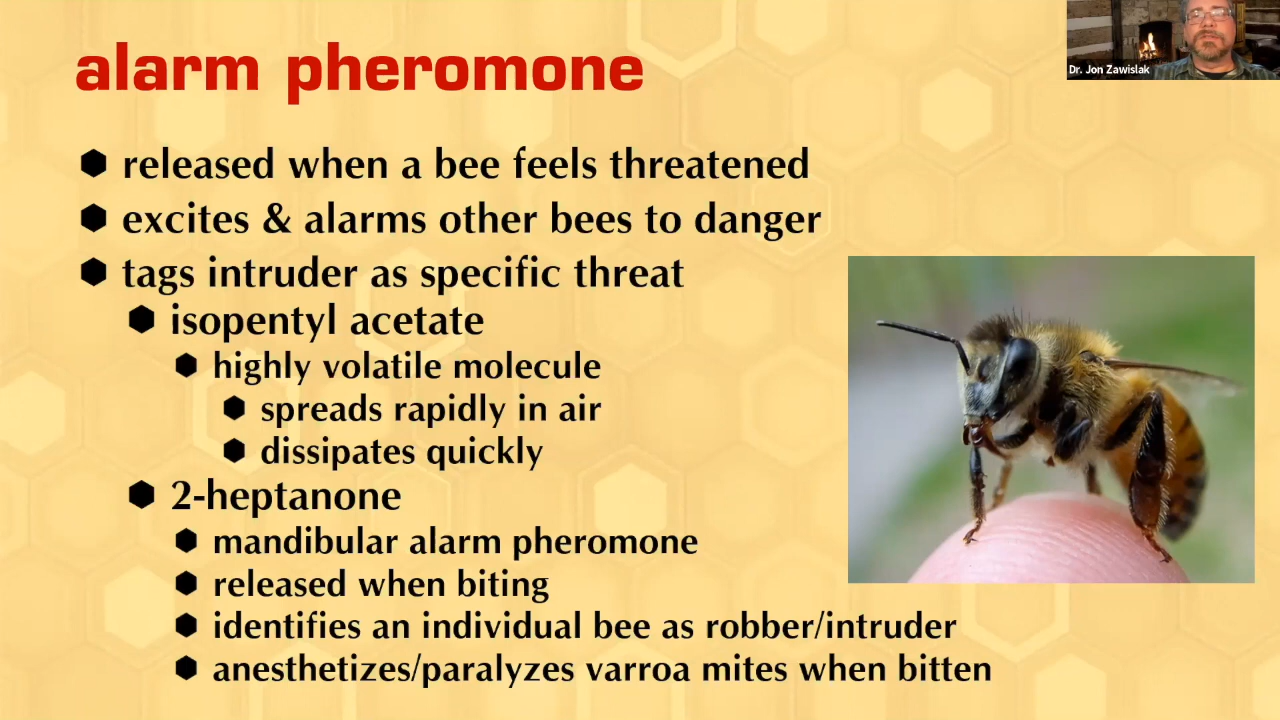 Dr. Jon Zawislak
alarm pheromone
released when a bee feels threatened
excites & alarms other bees to danger
tags intruder as specific threat
isopentyl acetate
highly volatile molecule
spreads rapidly in air
dissipates quickly
2-heptanone
mandibular alarm pheromone
released when biting
identifies an individual bee as robber/intruder
anesthetizes/paralyzes varroa mites when bitten